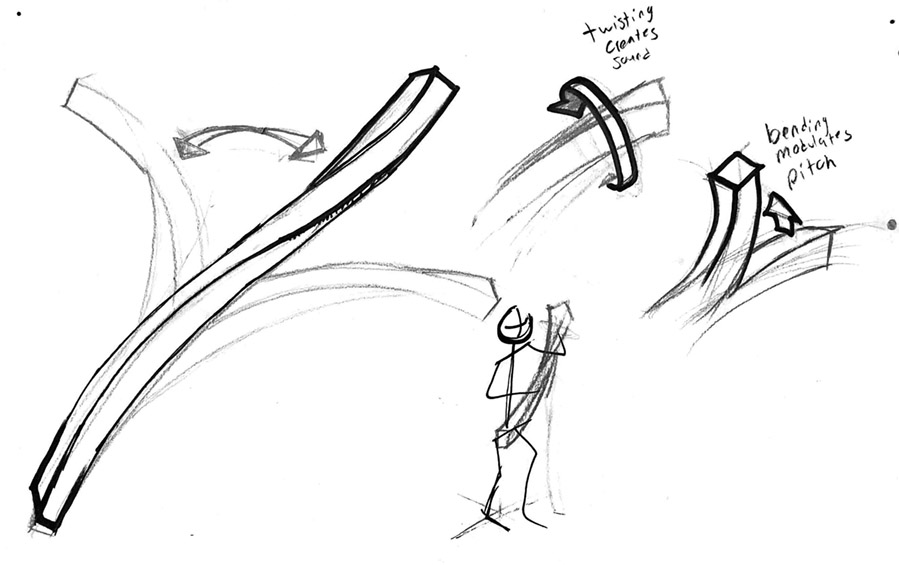 twisting
creates
sound
bending
modulates
pitch